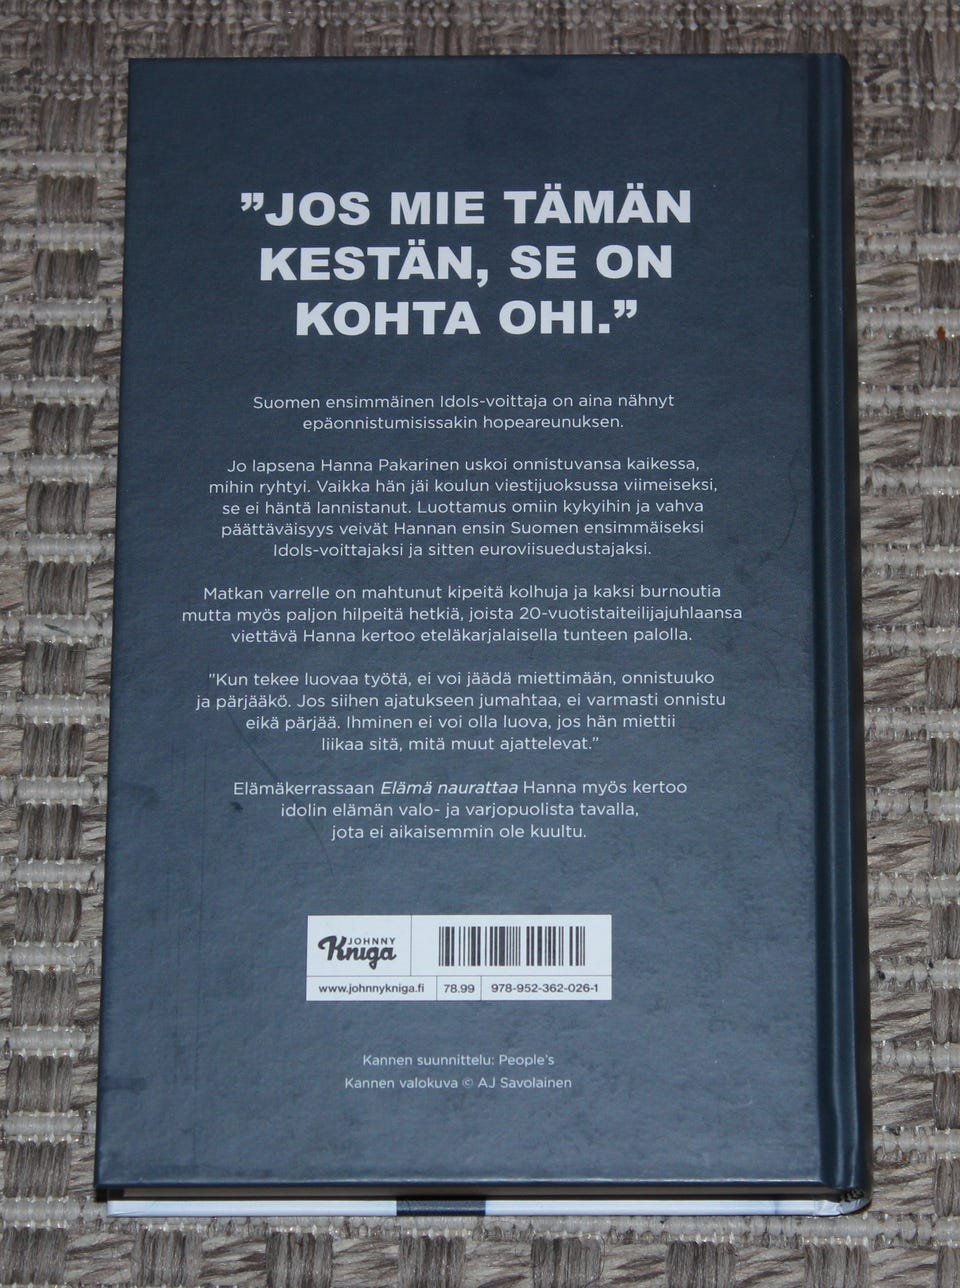 ”JOS MIE TÄMÄN
KESTÄN, SE ON
KOHTA OHI.”
Suomen ensimmäinen Idols-voittaja on aina nähnyt
epäonnistumisissakin hopeareunuksen.
Jo lapsena Hanna Pakarinen uskoi onnistuvansa kaikessa,
mihin ryhtyi. Vaikka hän jäi koulun viestijuoksussa viimeiseksi,
se ei häntä lannistanut. Luottamus omiin kykyihin ja vahva
päättäväisyys veivät Hannan ensin Suomen ensimmäiseksi
Idols-voittajaksi ja sitten euroviisuedustajaksi.
Matkan varrelle on mahtunut kipeitä kolhuja ja kaksi burnoutia
mutta myös paljon hilpeitä hetkiä, joista 20-vuotistaiteilijajuhlaansa
viettävä Hanna kertoo eteläkarjalaisella tunteen palolla.
”Kun tekee luovaa työtä, ei voi jäädä miettimään, onnistuuko
ja pärjääkö. Jos siihen ajatukseen jumahtaa, ei varmasti onnistu
eikä pärjää. Ihminen ei voi olla luova, jos hän miettii
liikaa sitä, mitä muut ajattelevat.”
Elämäkerrassaan Elämä naurattaa Hanna myös kertoo
idolin elämän valo- ja varjopuolista tavalla,
jota ei aikaisemmin ole kuultu.
JOHNNY
Kniga
www.johnnykniga.fi 78.99 978-952-362-026-1
Kannen suunnittelu: People's
Kannen valokuva © AJ Savolainen